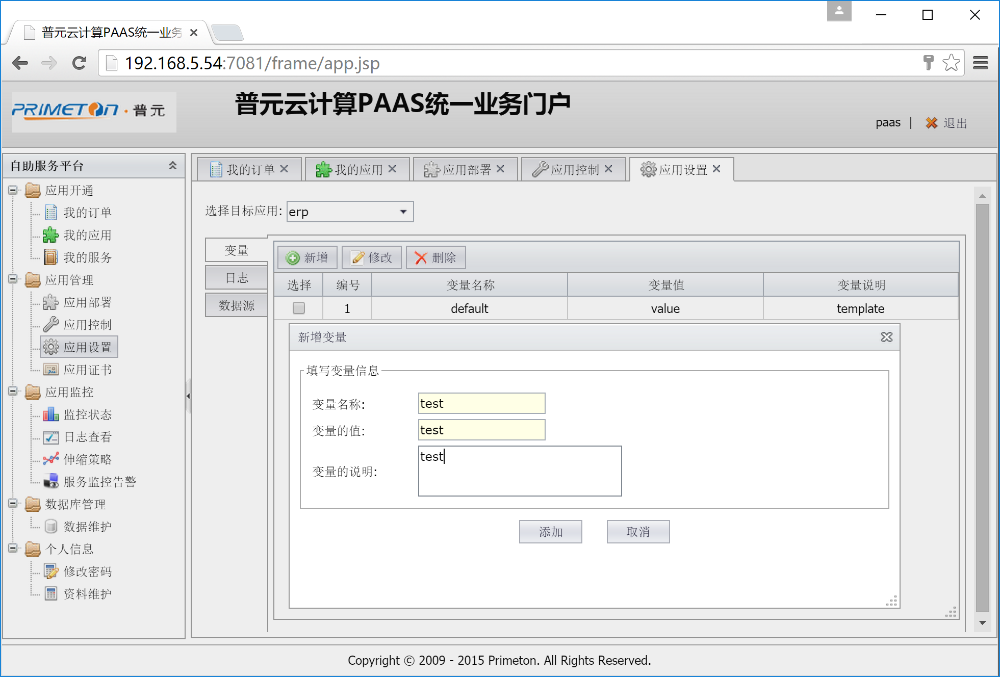 普元云计算PAAS统一业务
192.168.5.54:7081/frame/app.jsp
PRIMETON·普元
普元云计算PAAS统一业务门户
paas | 退出
自助服务平台
应用开通
我的订单
我的应用
我的服务
应用管理
应用部署
应用控制
应用设置
应用证书
应用监控
监控状态
日志查看
伸缩策略
服务监控告警
数据库管理
数据维护
个人信息
修改密码
资料维护
我的订单 我的应用 应用部署 应用控制 应用设置
选择目标应用: erp
变量
日志
数据源
新增 修改 删除
选择 编号 变量名称 变量值 变量说明
1 default value template
新增变量
填写变量信息
变量名称: test
变量的值: test
变量的说明: test
添加 取消
Copyright © 2009 - 2015 Primeton. All Rights Reserved.